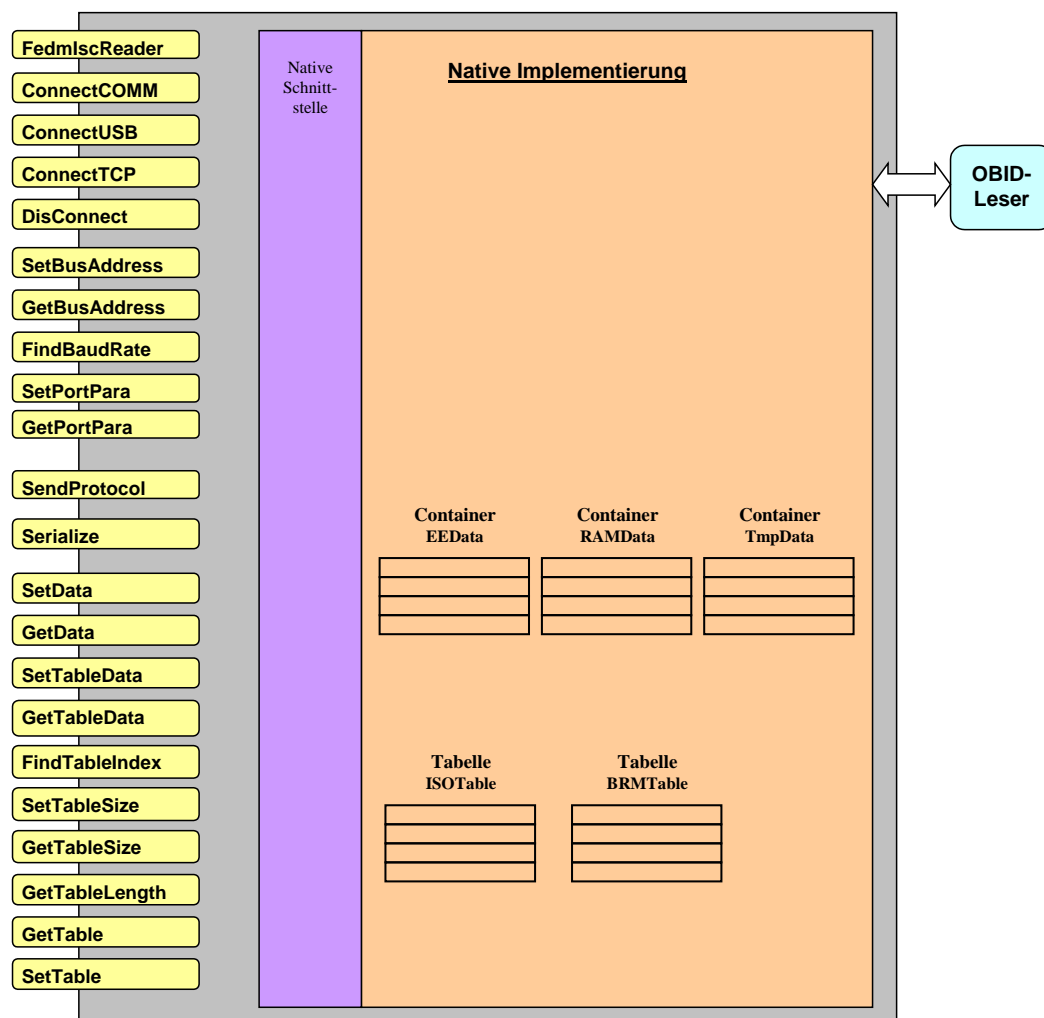 FedmIscReader
ConnectCOMM
ConnectUSB
ConnectTCP
DisConnect
SetBusAddress
GetBusAddress
FindBaudRate
SetPortPara
GetPortPara
SendProtocol
Serialize
SetData
GetData
SetTableData
GetTableData
FindTableIndex
SetTableSize
GetTableSize
GetTableLength
GetTable
SetTable
Native
Schnitt-
stelle
Native Implementierung
Container
EEData
Container
RAMData
Container
TmpData
Tabelle
ISOTable
Tabelle
BRMTable
OBID-
Leser